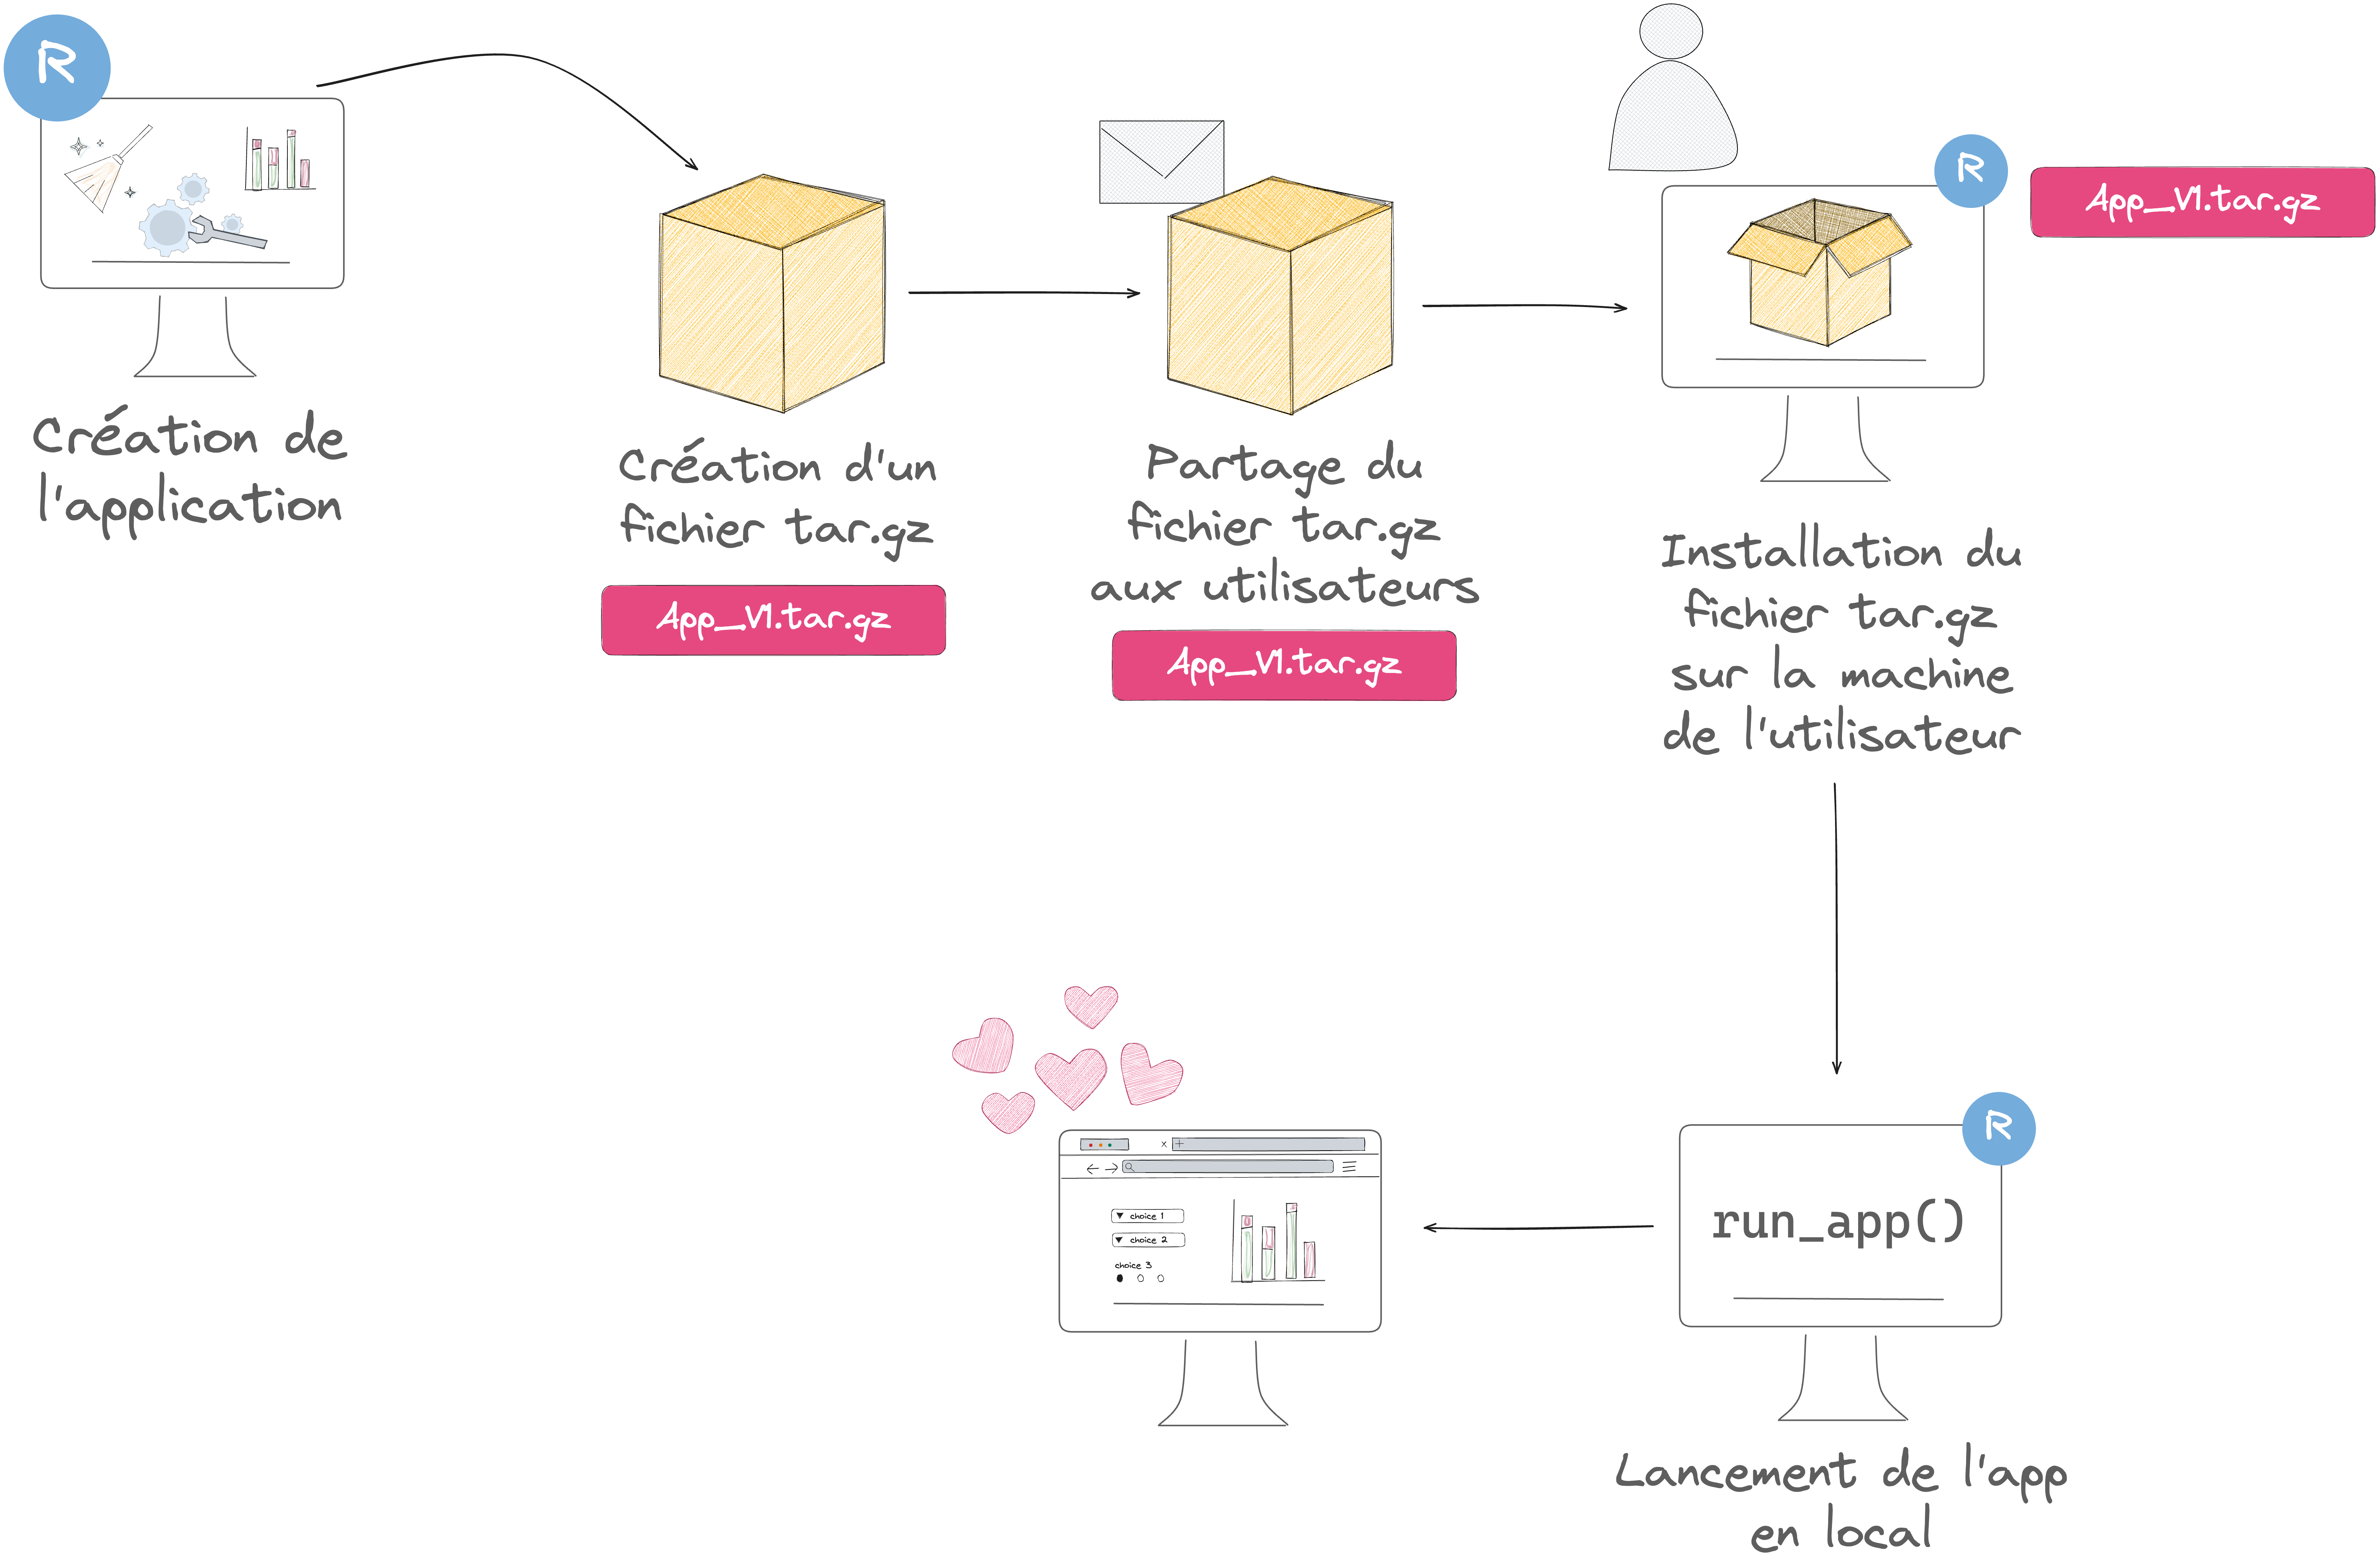 R
Création de
l'application
Création d'un
fichier tar.gz
App_V1.tar.gz
Partage du
fichier tar.gz
aux utilisateurs
App_V1.tar.gz
R
App_V1.tar.gz
Installation du
fichier tar.gz
sur la machine
de l'utilisateur
R
run_app()
Lancement de l'app
en local
x +
choice 1
choice 2
choice 3